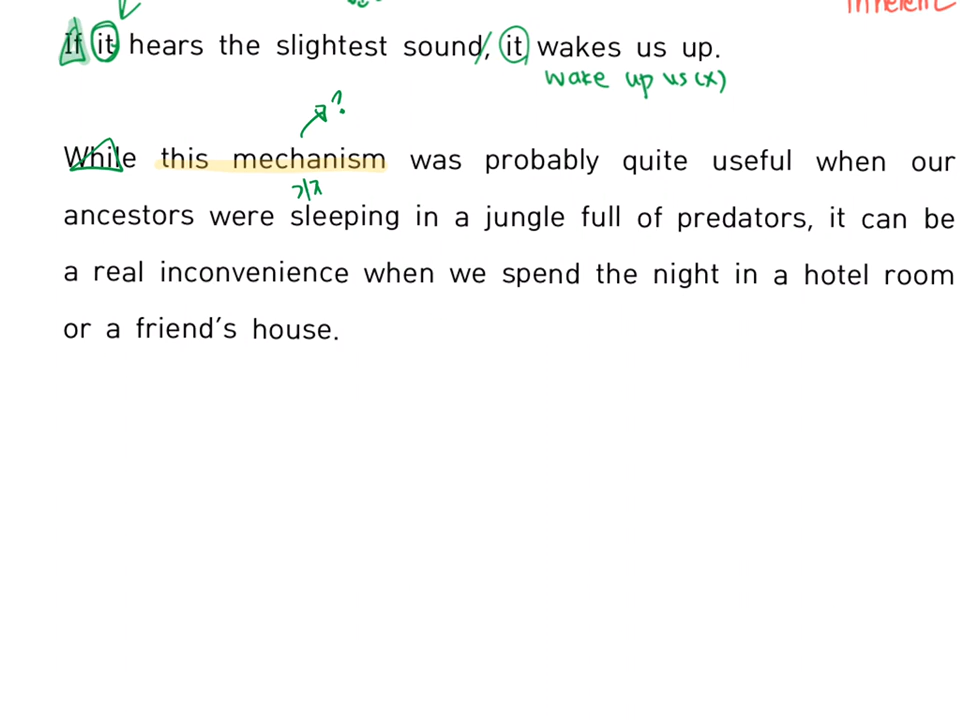 If it hears the slightest sound, it wakes us up.
wake up us (x)
?
While this mechanism was probably quite useful when our
기제
ancestors were sleeping in a jungle full of predators, it can be
a real inconvenience when we spend the night in a hotel room
or a friend's house.